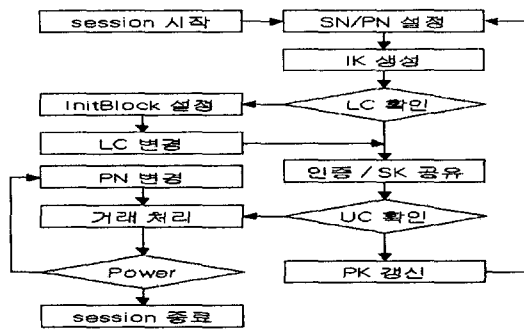 session 시작
SN/PN 설정
IK 생성
InitBlock 설정
LC 확인
LC 변경
PN 변경
인증 / SK 공유
거래 처리
UC 확인
Power
PK 갱신
session 종료